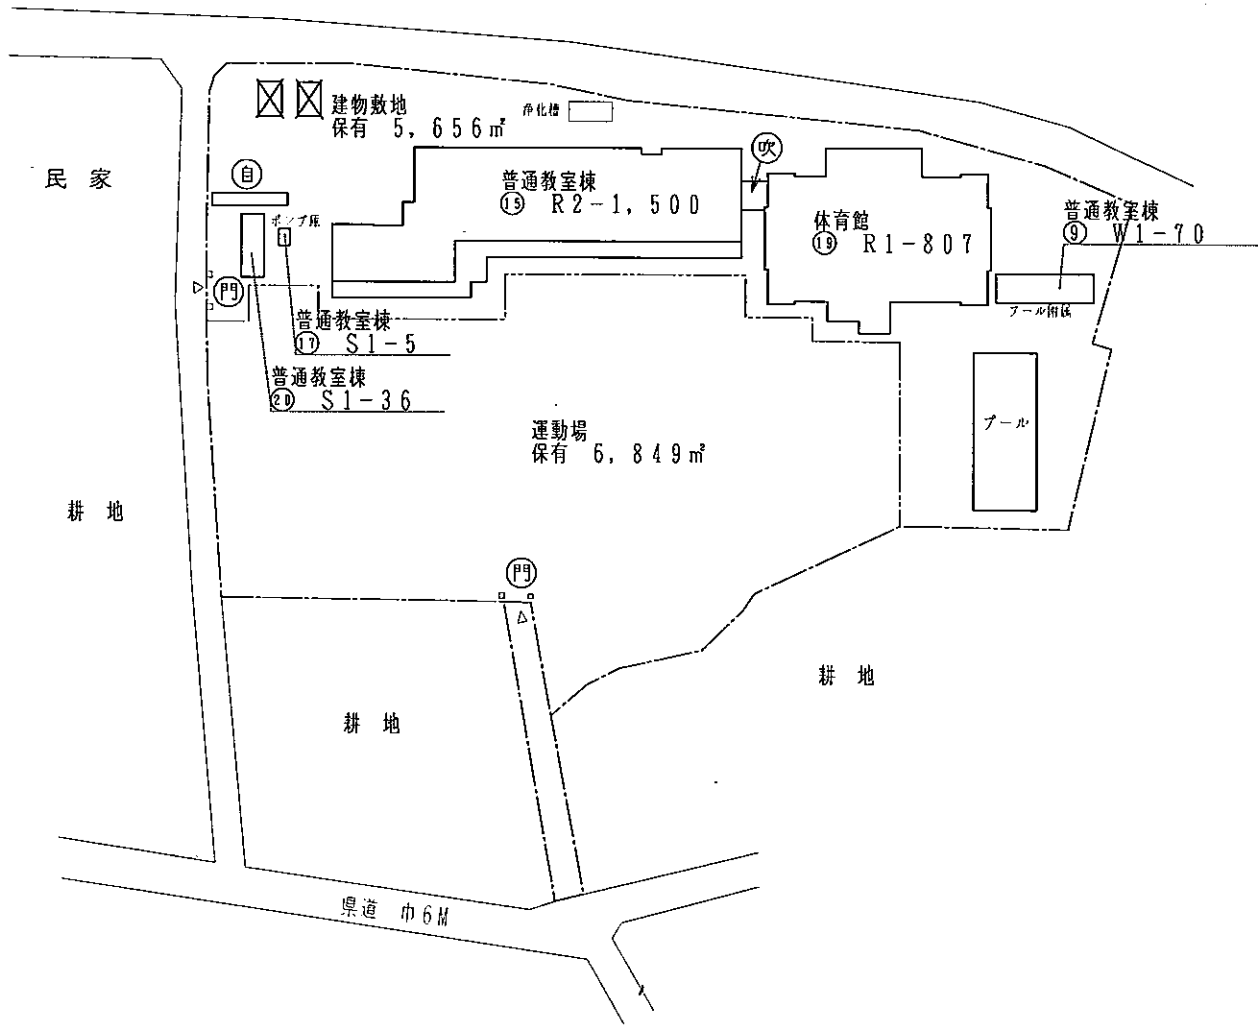 建物敷地
保有 5,656㎡
浄化槽
吹
民 家
自
普通教室棟
⑮ R2-1,500
ポンプ庫
体育館
⑲ R1-807
普通教室棟
⑨ W1-70
門
プール附属
普通教室棟
⑰ S1-5
普通教室棟
⑳ S1-36
プール
運動場
保有 6,849㎡
耕 地
門
耕 地
耕 地
県道 巾6M